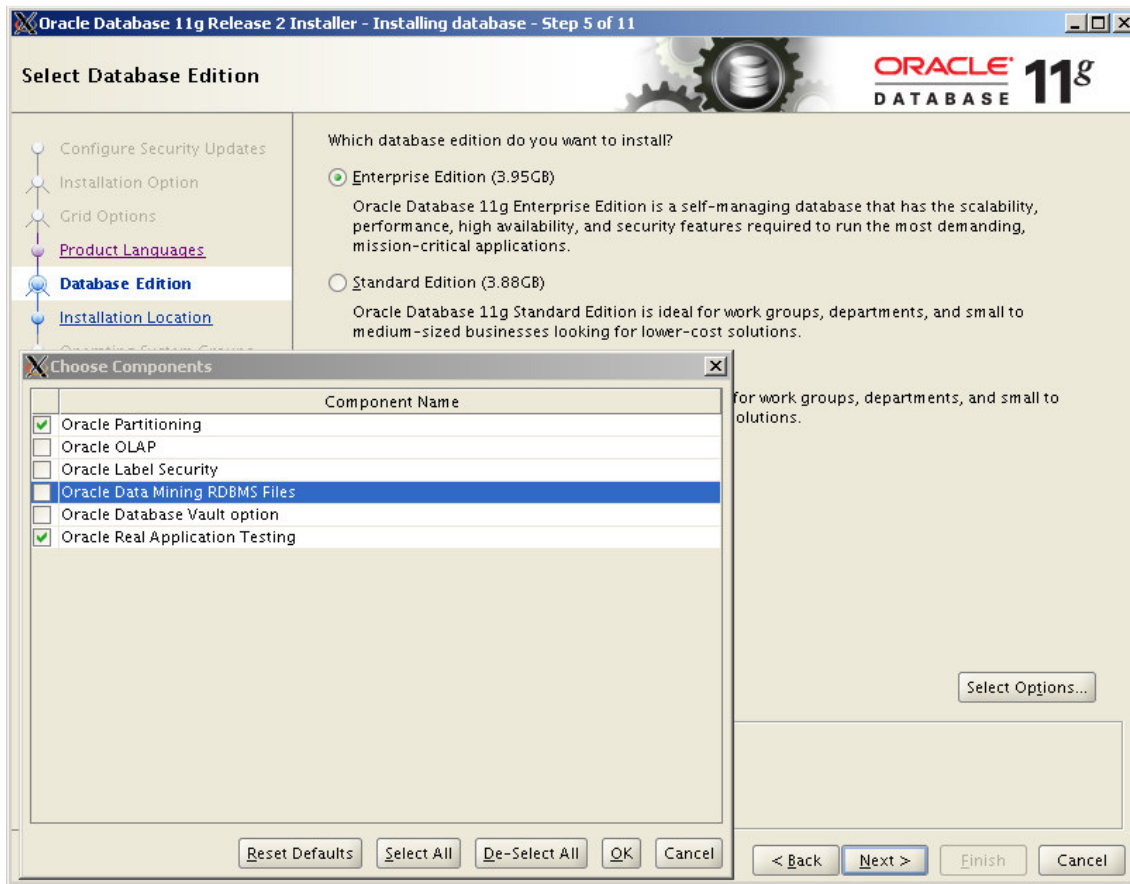 Oracle Database 11g Release 2 Installer - Installing database - Step 5 of 11
Select Database Edition
ORACLE
DATABASE
11g
Configure Security Updates
Installation Option
Grid Options
Product Languages
Database Edition
Installation Location
Which database edition do you want to install?
Enterprise Edition (3.95GB)
Oracle Database 11g Enterprise Edition is a self-managing database that has the scalability,
performance, high availability, and security features required to run the most demanding,
mission-critical applications.
Standard Edition (3.88GB)
Oracle Database 11g Standard Edition is ideal for work groups, departments, and small to
medium-sized businesses looking for lower-cost solutions.
for work groups, departments, and small to
olutions.
Choose Components
Component Name
Oracle Partitioning
Oracle OLAP
Oracle Label Security
Oracle Data Mining RDBMS Files
Oracle Database Vault option
Oracle Real Application Testing
Select Options...
Reset Defaults
Select All
De-Select All
OK
Cancel
< Back
Next >
Finish
Cancel